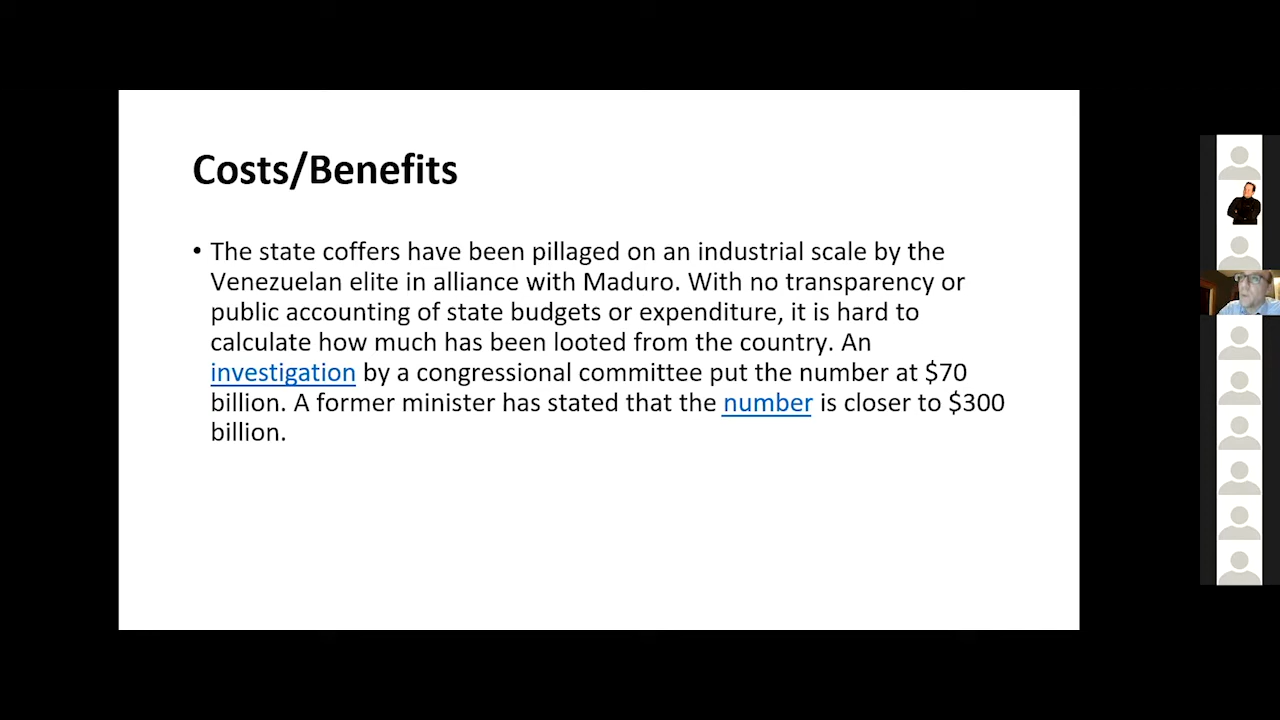 Costs/Benefits
• The state coffers have been pillaged on an industrial scale by the
Venezuelan elite in alliance with Maduro. With no transparency or
public accounting of state budgets or expenditure, it is hard to
calculate how much has been looted from the country. An
investigation by a congressional committee put the number at $70
billion. A former minister has stated that the number is closer to $300
billion.